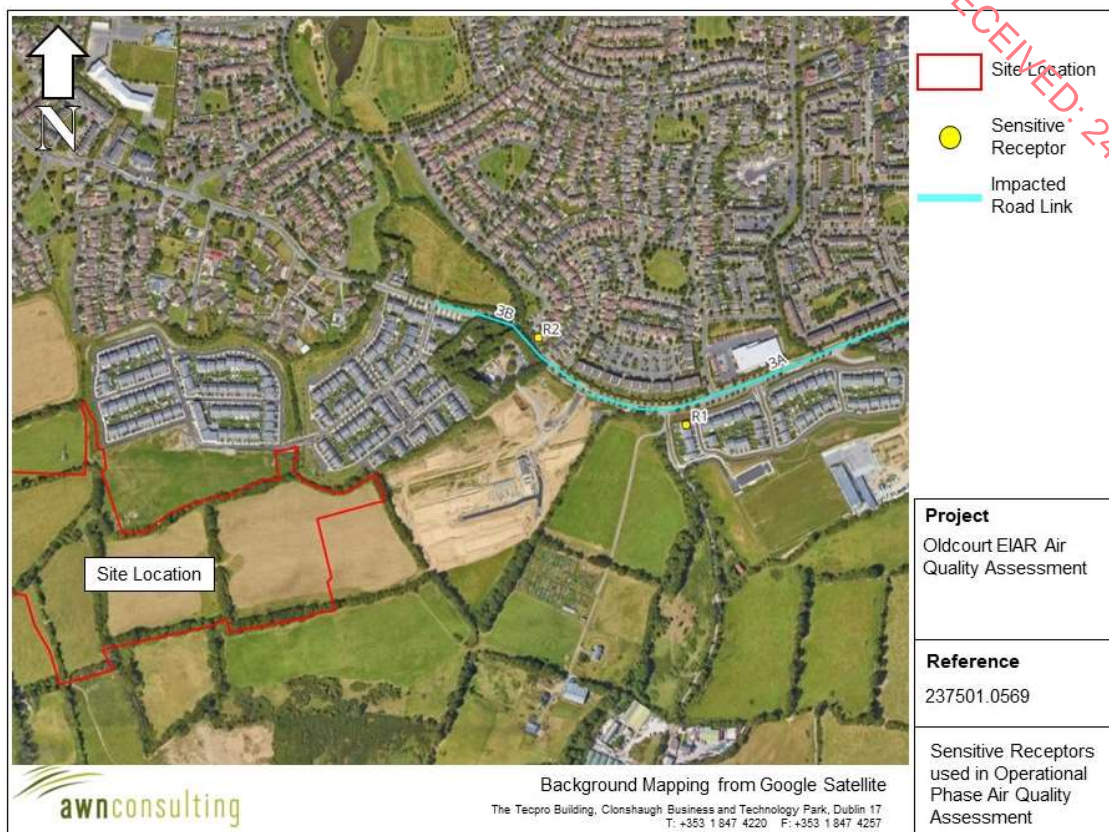 N
Site Location
3B
R2
3A
R1
RECEIVED: 24
Site Location
Sensitive
Receptor
Impacted
Road Link
Project
Oldcourt EIAR Air
Quality Assessment
Reference
237501.0569
Sensitive Receptors
used in Operational
Phase Air Quality
Assessment
awnconsulting
Background Mapping from Google Satellite
The Tecpro Building, Clonshaugh Business and Technology Park, Dublin 17
T: +353 1 847 4220 F: +353 1 847 4257